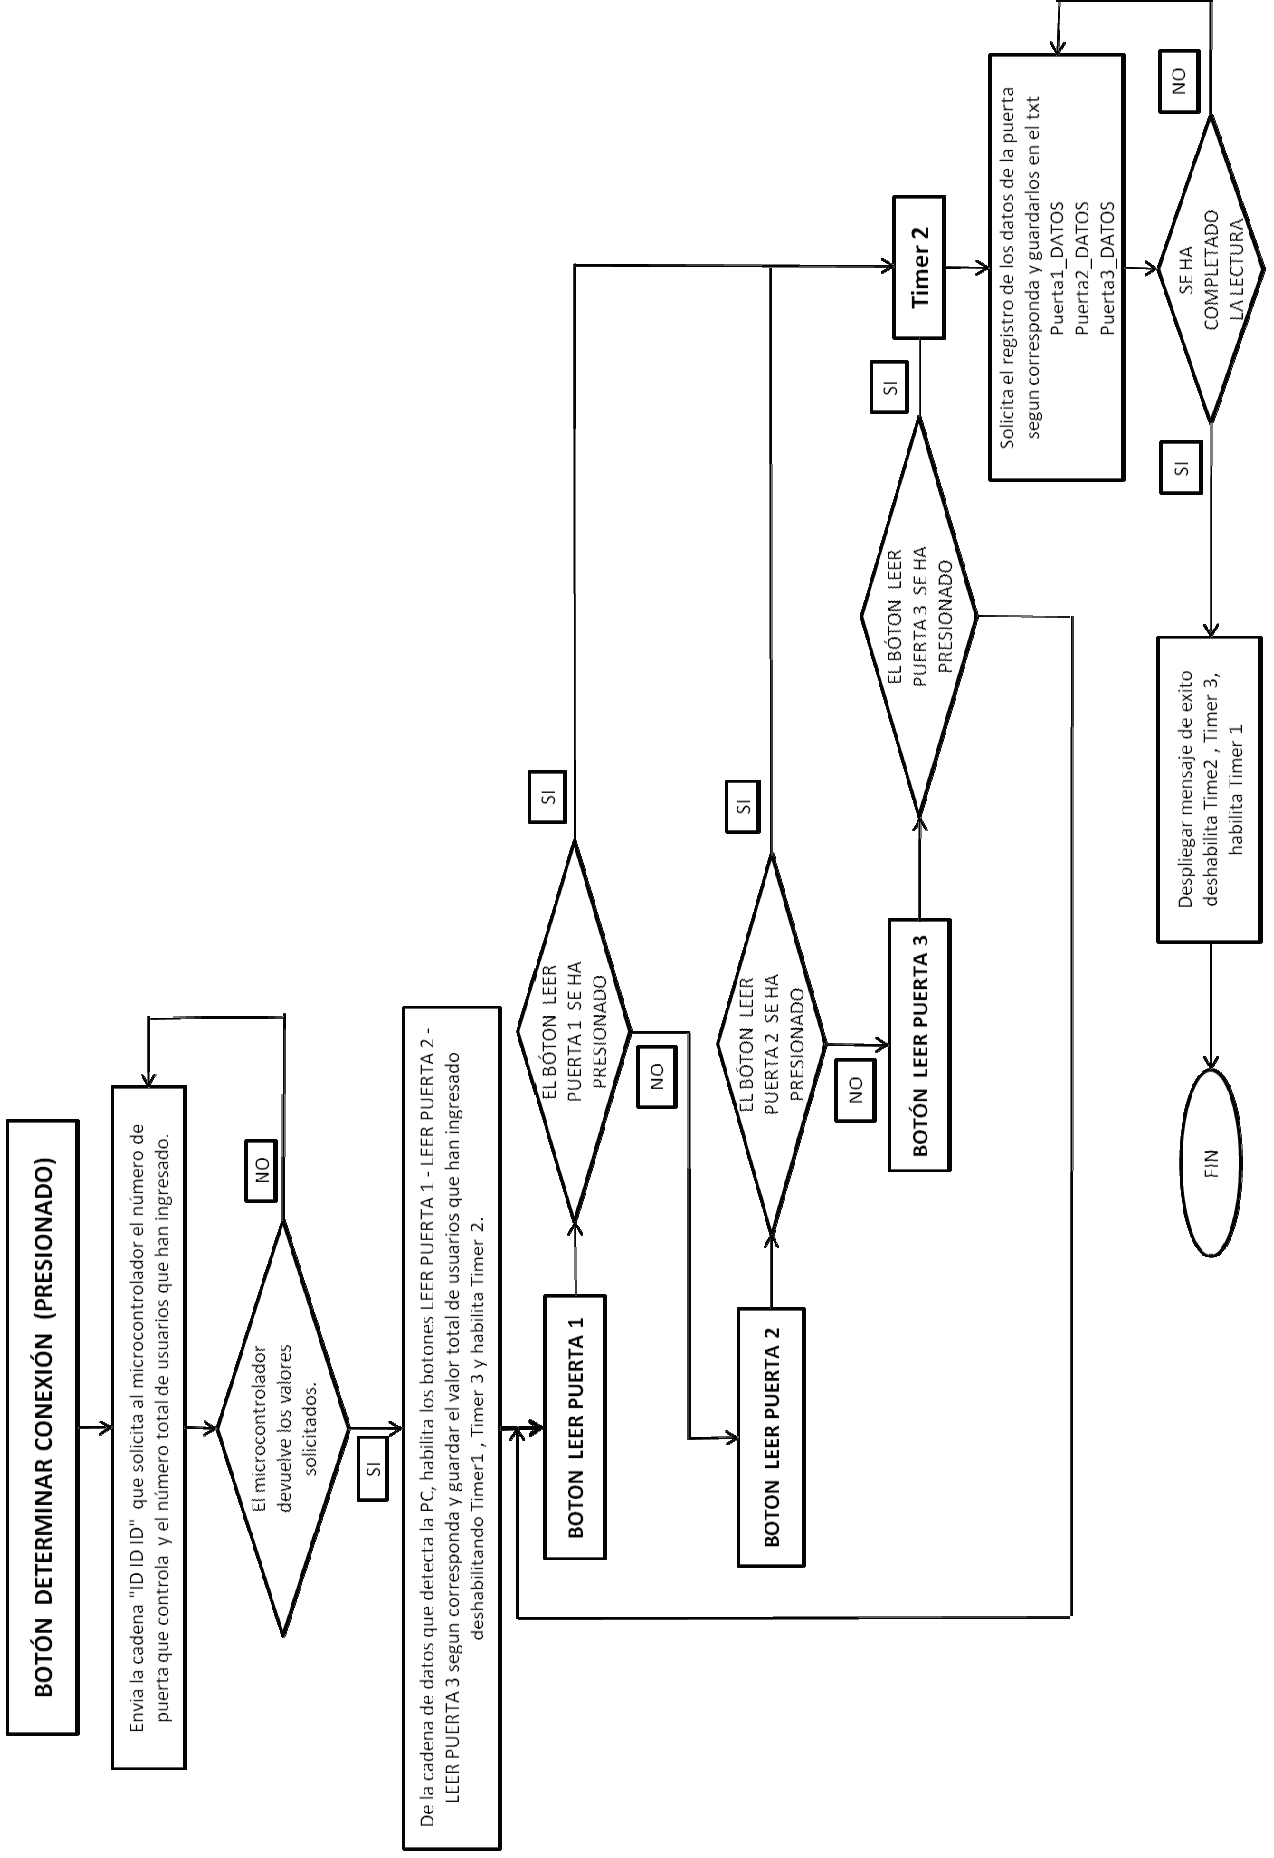 BOTÓN DETERMINAR CONEXIÓN (PRESIONADO)
Envia la cadena "ID ID ID" que solicita al microcontrolador el número de
puerta que controla y el número total de usuarios que han ingresado.
El microcontrolador
devuelve los valores
solicitados.
NO
SI
De la cadena de datos que detecta la PC, habilita los botones LEER PUERTA 1 - LEER PUERTA 2 -
LEER PUERTA 3 segun corresponda y guardar el valor total de usuarios que han ingresado
deshabilitando Timer1 , Timer 3 y habilita Timer 2.
BOTON LEER PUERTA 1
EL BÓTON LEER
PUERTA 1 SE HA
PRESIONADO
SI
NO
BOTON LEER PUERTA 2
EL BÓTON LEER
PUERTA 2 SE HA
PRESIONADO
SI
NO
BOTÓN LEER PUERTA 3
EL BÓTON LEER
PUERTA 3 SE HA
PRESIONADO
SI
Timer 2
Solicita el registro de los datos de la puerta
segun corresponda y guardarlos en el txt
Puerta1_DATOS
Puerta2_DATOS
Puerta3_DATOS
SE HA
COMPLETADO
LA LECTURA
NO
SI
Despliegar mensaje de exito
deshabilita Time2 , Timer 3,
habilita Timer 1
FIN